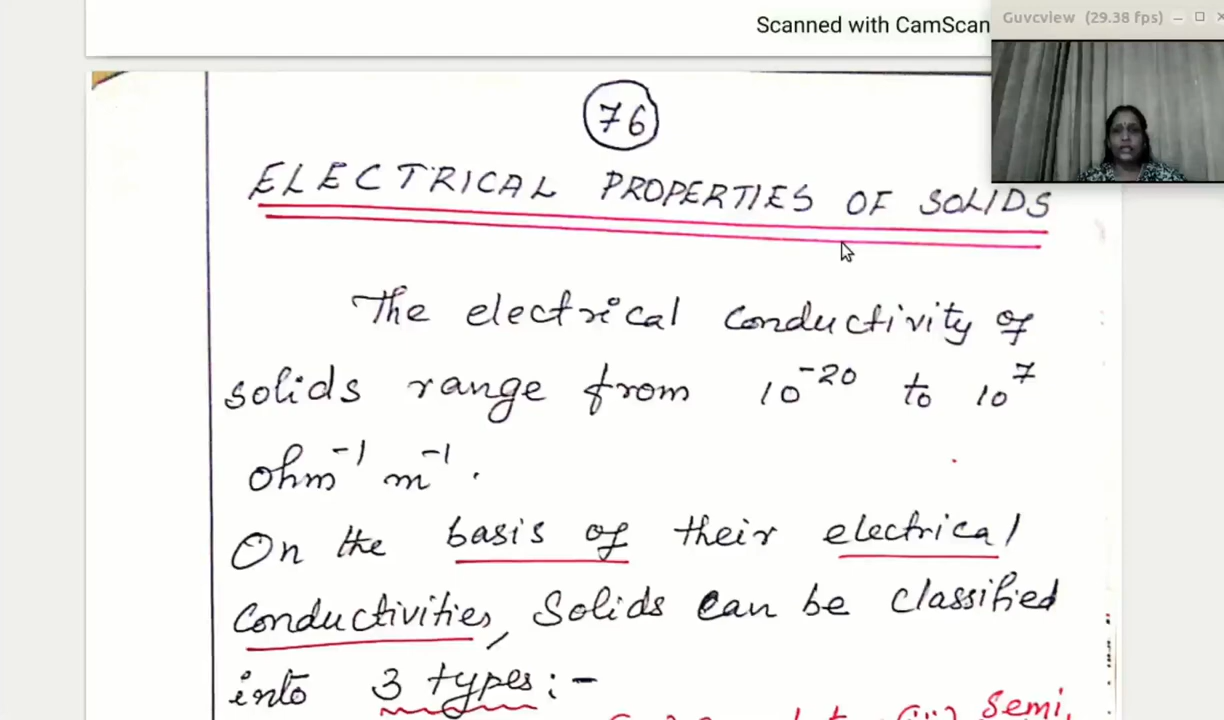 Scanned with CamScan
Guvcview (29.38 fps)
76
ELECTRICAL PROPERTIES OF SOLIDS
The electrical conductivity of
solids range from 10⁻²⁰ to 10⁷
ohm⁻¹ m⁻¹.
On the basis of their electrical
conductivities, Solids can be classified
into 3 types:-
semi